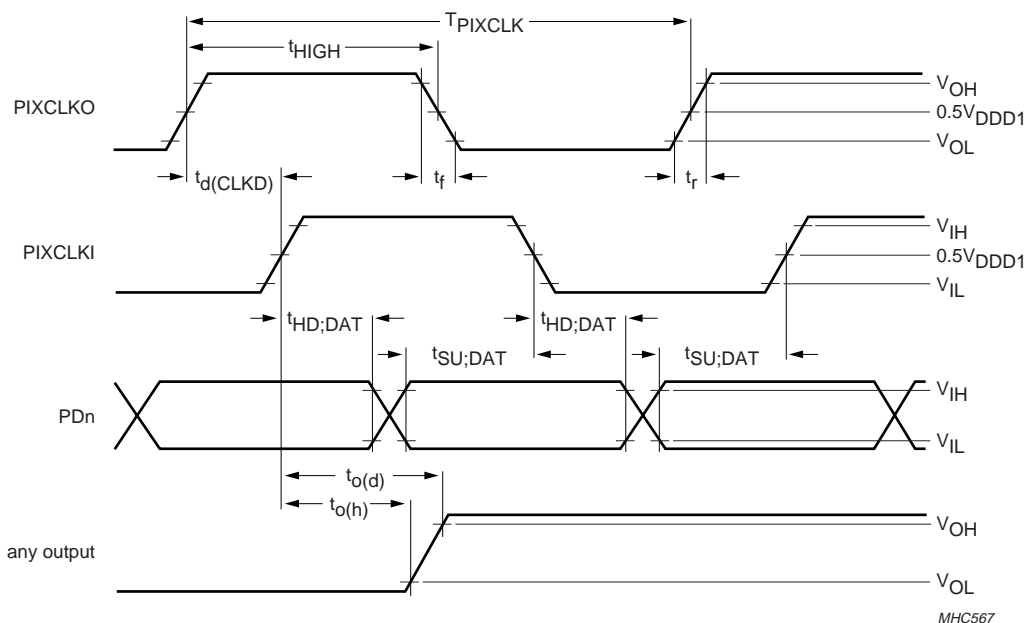 TPIXCLK
tHIGH
PIXCLKO
VOH
0.5VDDD1
VOL
td(CLKD)
tf
tr
PIXCLKI
VIH
0.5VDDD1
VIL
tHD;DAT
tHD;DAT
tSU;DAT
tSU;DAT
PDn
VIH
VIL
to(d)
to(h)
any output
VOH
VOL
MHC567